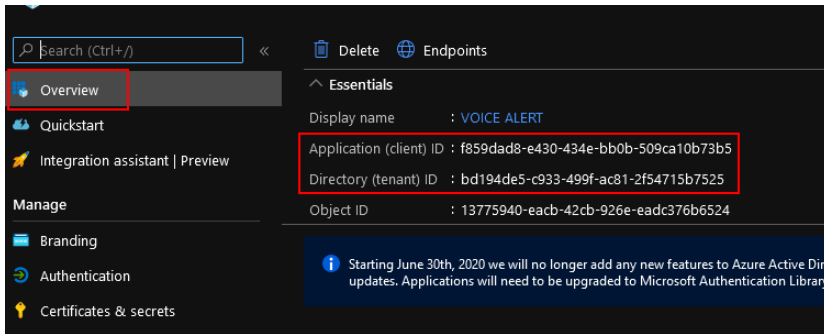 Search (Ctrl+/)
«
Overview
Quickstart
Integration assistant | Preview
Manage
Branding
Authentication
Certificates & secrets
Delete
Endpoints
Essentials
Display name : VOICE ALERT
Application (client) ID : f859dad8-e430-434e-bb0b-509ca10b73b5
Directory (tenant) ID : bd194de5-c933-499f-ac81-2f54715b7525
Object ID : 13775940-eacb-42cb-926e-eadc376b6524
Starting June 30th, 2020 we will no longer add any new features to Azure Active Dir
updates. Applications will need to be upgraded to Microsoft Authentication Library